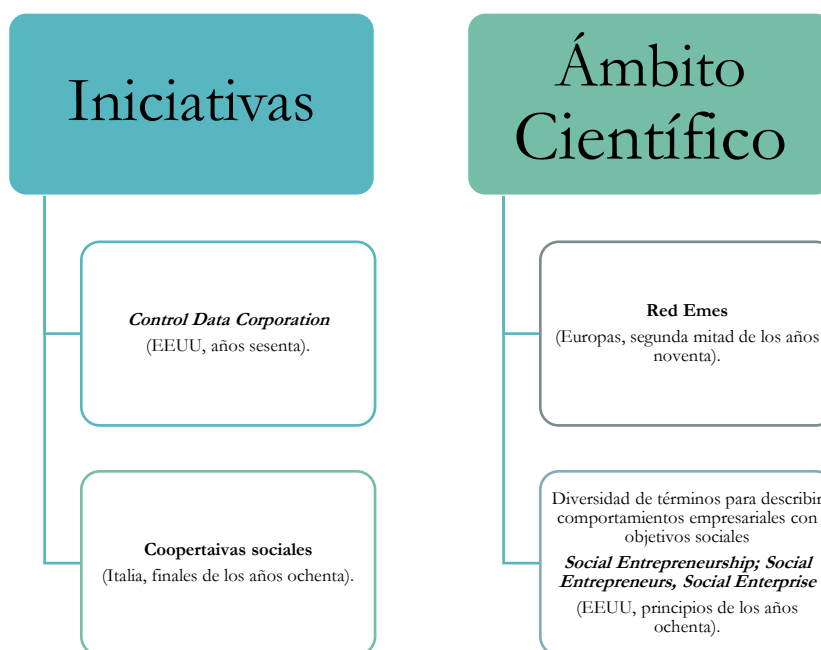 Iniciativas
Control Data Corporation
(EEUU, años sesenta).
Coopertaivas sociales
(Italia, finales de los años ochenta).
Ámbito
Científico
Red Emes
(Europas, segunda mitad de los años
noventa).
Diversidad de términos para describir
comportamientos empresariales con
objetivos sociales
Social Entrepreneurship; Social
Entrepreneurs, Social Enterprise
(EEUU, principios de los años
ochenta).